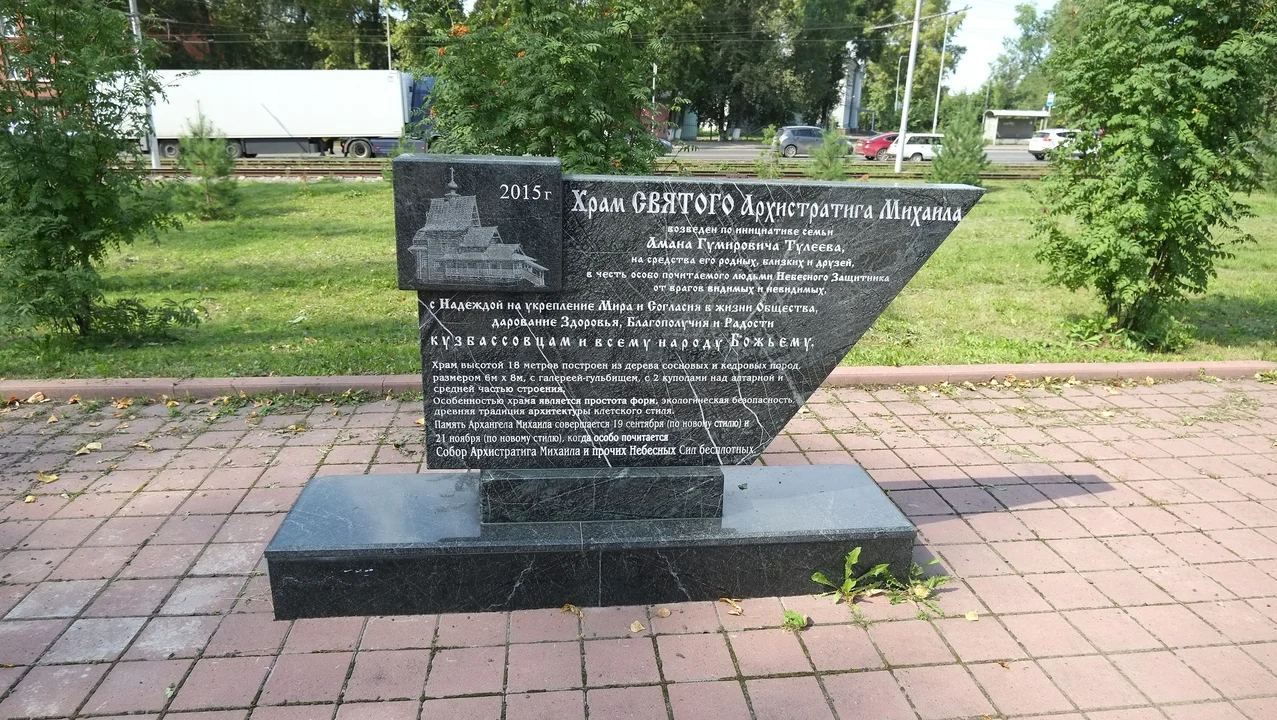 2015г
Храм СВЯТОГО Архистратига Михаила
возведен по инициативе семьи
Амана Гумировича Тулеева,
на средства его родных, близких и друзей,
в честь особо почитаемого людьми Небесного Защитника
от врагов видимых и невидимых,
с Надеждой на укрепление Мира и Согласия в жизни Общества,
дарование Здоровья, Благополучия и Радости
кузбассовцам и всему народу Божьему.
Храм высотой 18 метров построен из дерева сосновых и кедровых пород,
размером 6м х 8м, с галереей-гульбищем, с 2 куполами над алтарной и
средней частью строения.
Особенностью храма является простота форм, экологическая безопасность,
древняя традиция архитектуры клетского стиля.
Память Архангела Михаила совершается 19 сентября (по новому стилю) и
21 ноября (по новому стилю), когда особо почитается
Собор Архистратига Михаила и прочих Небесных Сил бесплотных.